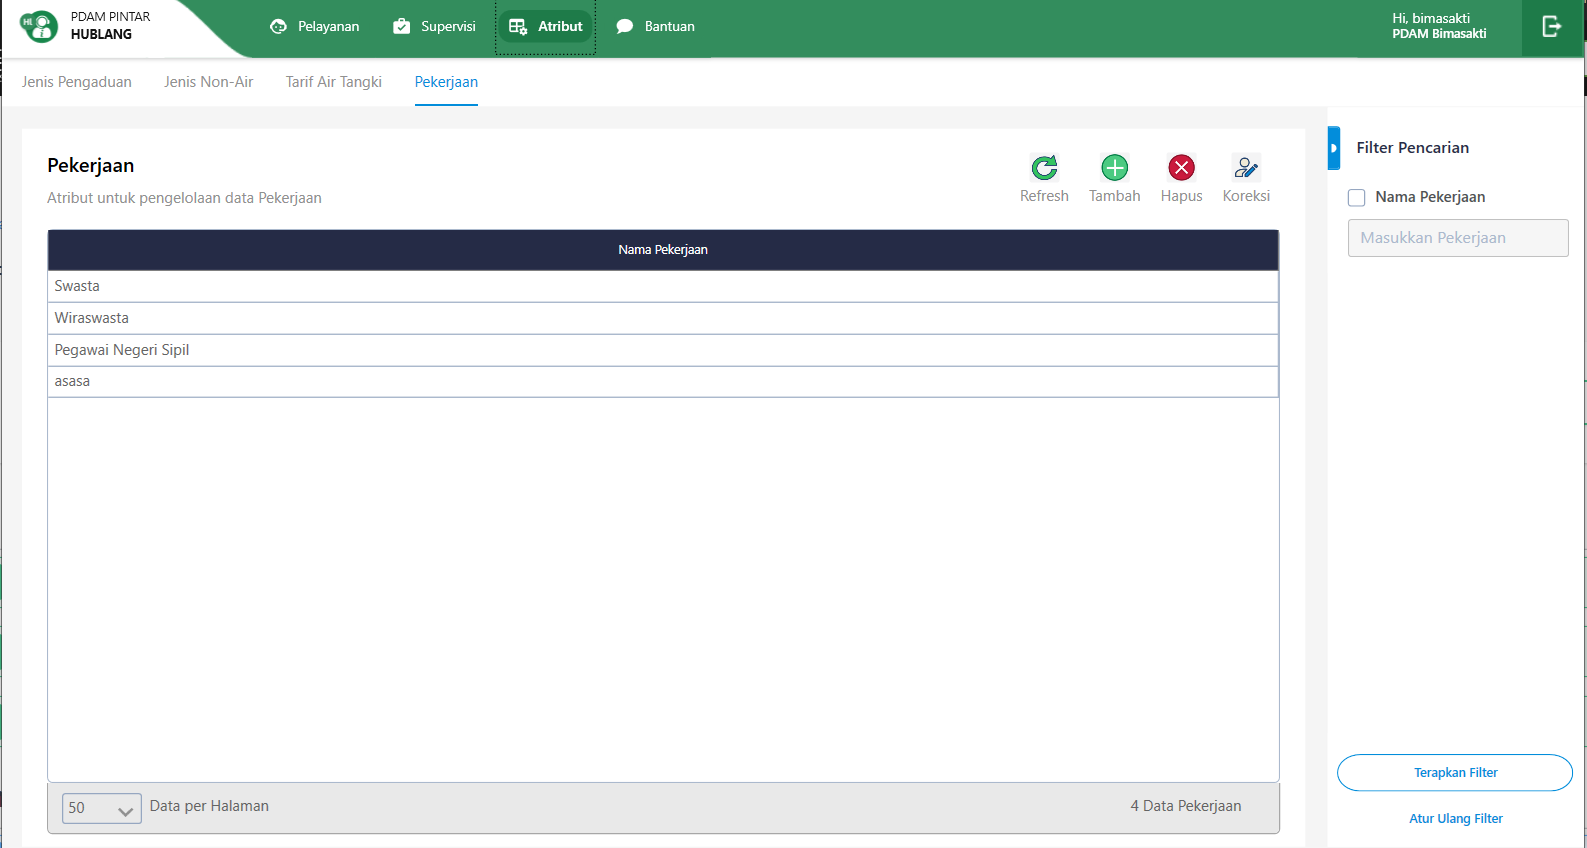 PDAM PINTAR
HUBLANG
Pelayanan
Supervisi
Atribut
Bantuan
Hi, bimasakti
PDAM Bimasakti
Jenis Pengaduan
Jenis Non-Air
Tarif Air Tangki
Pekerjaan
Pekerjaan
Atribut untuk pengelolaan data Pekerjaan
Refresh
Tambah
Hapus
Koreksi
Nama Pekerjaan
Swasta
Wiraswasta
Pegawai Negeri Sipil
asasa
50
Data per Halaman
4 Data Pekerjaan
Filter Pencarian
Nama Pekerjaan
Masukkan Pekerjaan
Terapkan Filter
Atur Ulang Filter